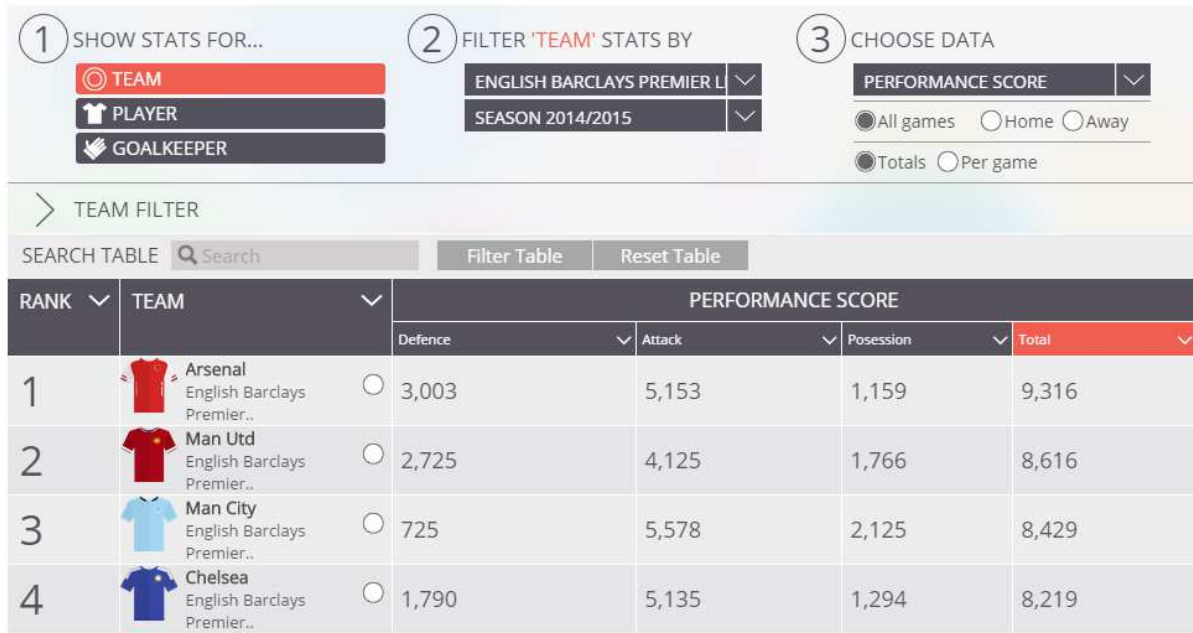 1 SHOW STATS FOR...
TEAM
PLAYER
GOALKEEPER
2 FILTER 'TEAM' STATS BY
ENGLISH BARCLAYS PREMIER LI
SEASON 2014/2015
3 CHOOSE DATA
PERFORMANCE SCORE
All games Home Away
Totals Per game
TEAM FILTER
SEARCH TABLE Search Filter Table Reset Table
RANK TEAM PERFORMANCE SCORE
Defence Attack Posession Total
1 Arsenal 3,003 5,153 1,159 9,316
English Barclays
Premier..
2 Man Utd 2,725 4,125 1,766 8,616
English Barclays
Premier..
3 Man City 725 5,578 2,125 8,429
English Barclays
Premier..
4 Chelsea 1,790 5,135 1,294 8,219
English Barclays
Premier..